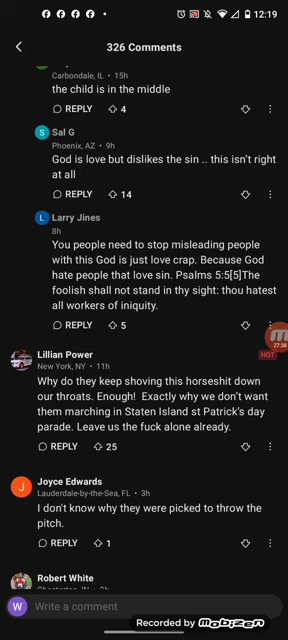 12:19
326 Comments
Carbondale, IL • 15h
the child is in the middle
REPLY 4
S
Sal G
Phoenix, AZ • 9h
God is love but dislikes the sin .. this isn't right
at all
REPLY 14
L
Larry Jines
8h
You people need to stop misleading people
with this God is just love crap. Because God
hate people that love sin. Psalms 5:5[5]The
foolish shall not stand in thy sight: thou hatest
all workers of iniquity.
REPLY 5
27:38
Lillian Power
HOT
New York, NY • 11h
Why do they keep shoving this horseshit down
our throats. Enough! Exactly why we don't want
them marching in Staten Island st Patrick's day
parade. Leave us the fuck alone already.
REPLY 25
J
Joyce Edwards
Lauderdale-by-the-Sea, FL • 3h
I don't know why they were picked to throw the
pitch.
REPLY 1
Robert White
W
Write a comment
Recorded by MOBIZEN